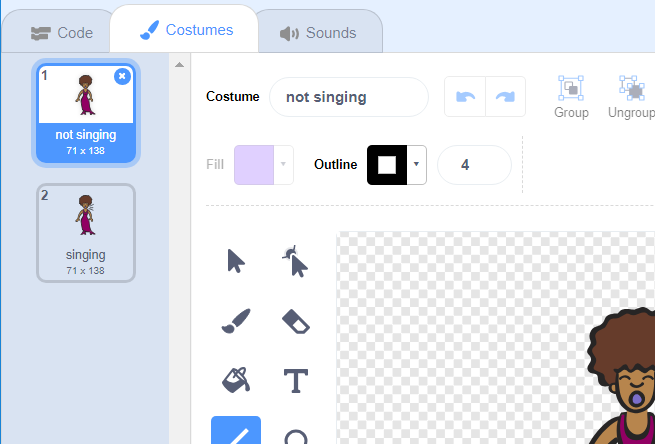 Code
Costumes
Sounds
1
not singing
71 x 138
2
singing
71 x 138
Costume
not singing
Group
Ungroup
Fill
Outline
4
T